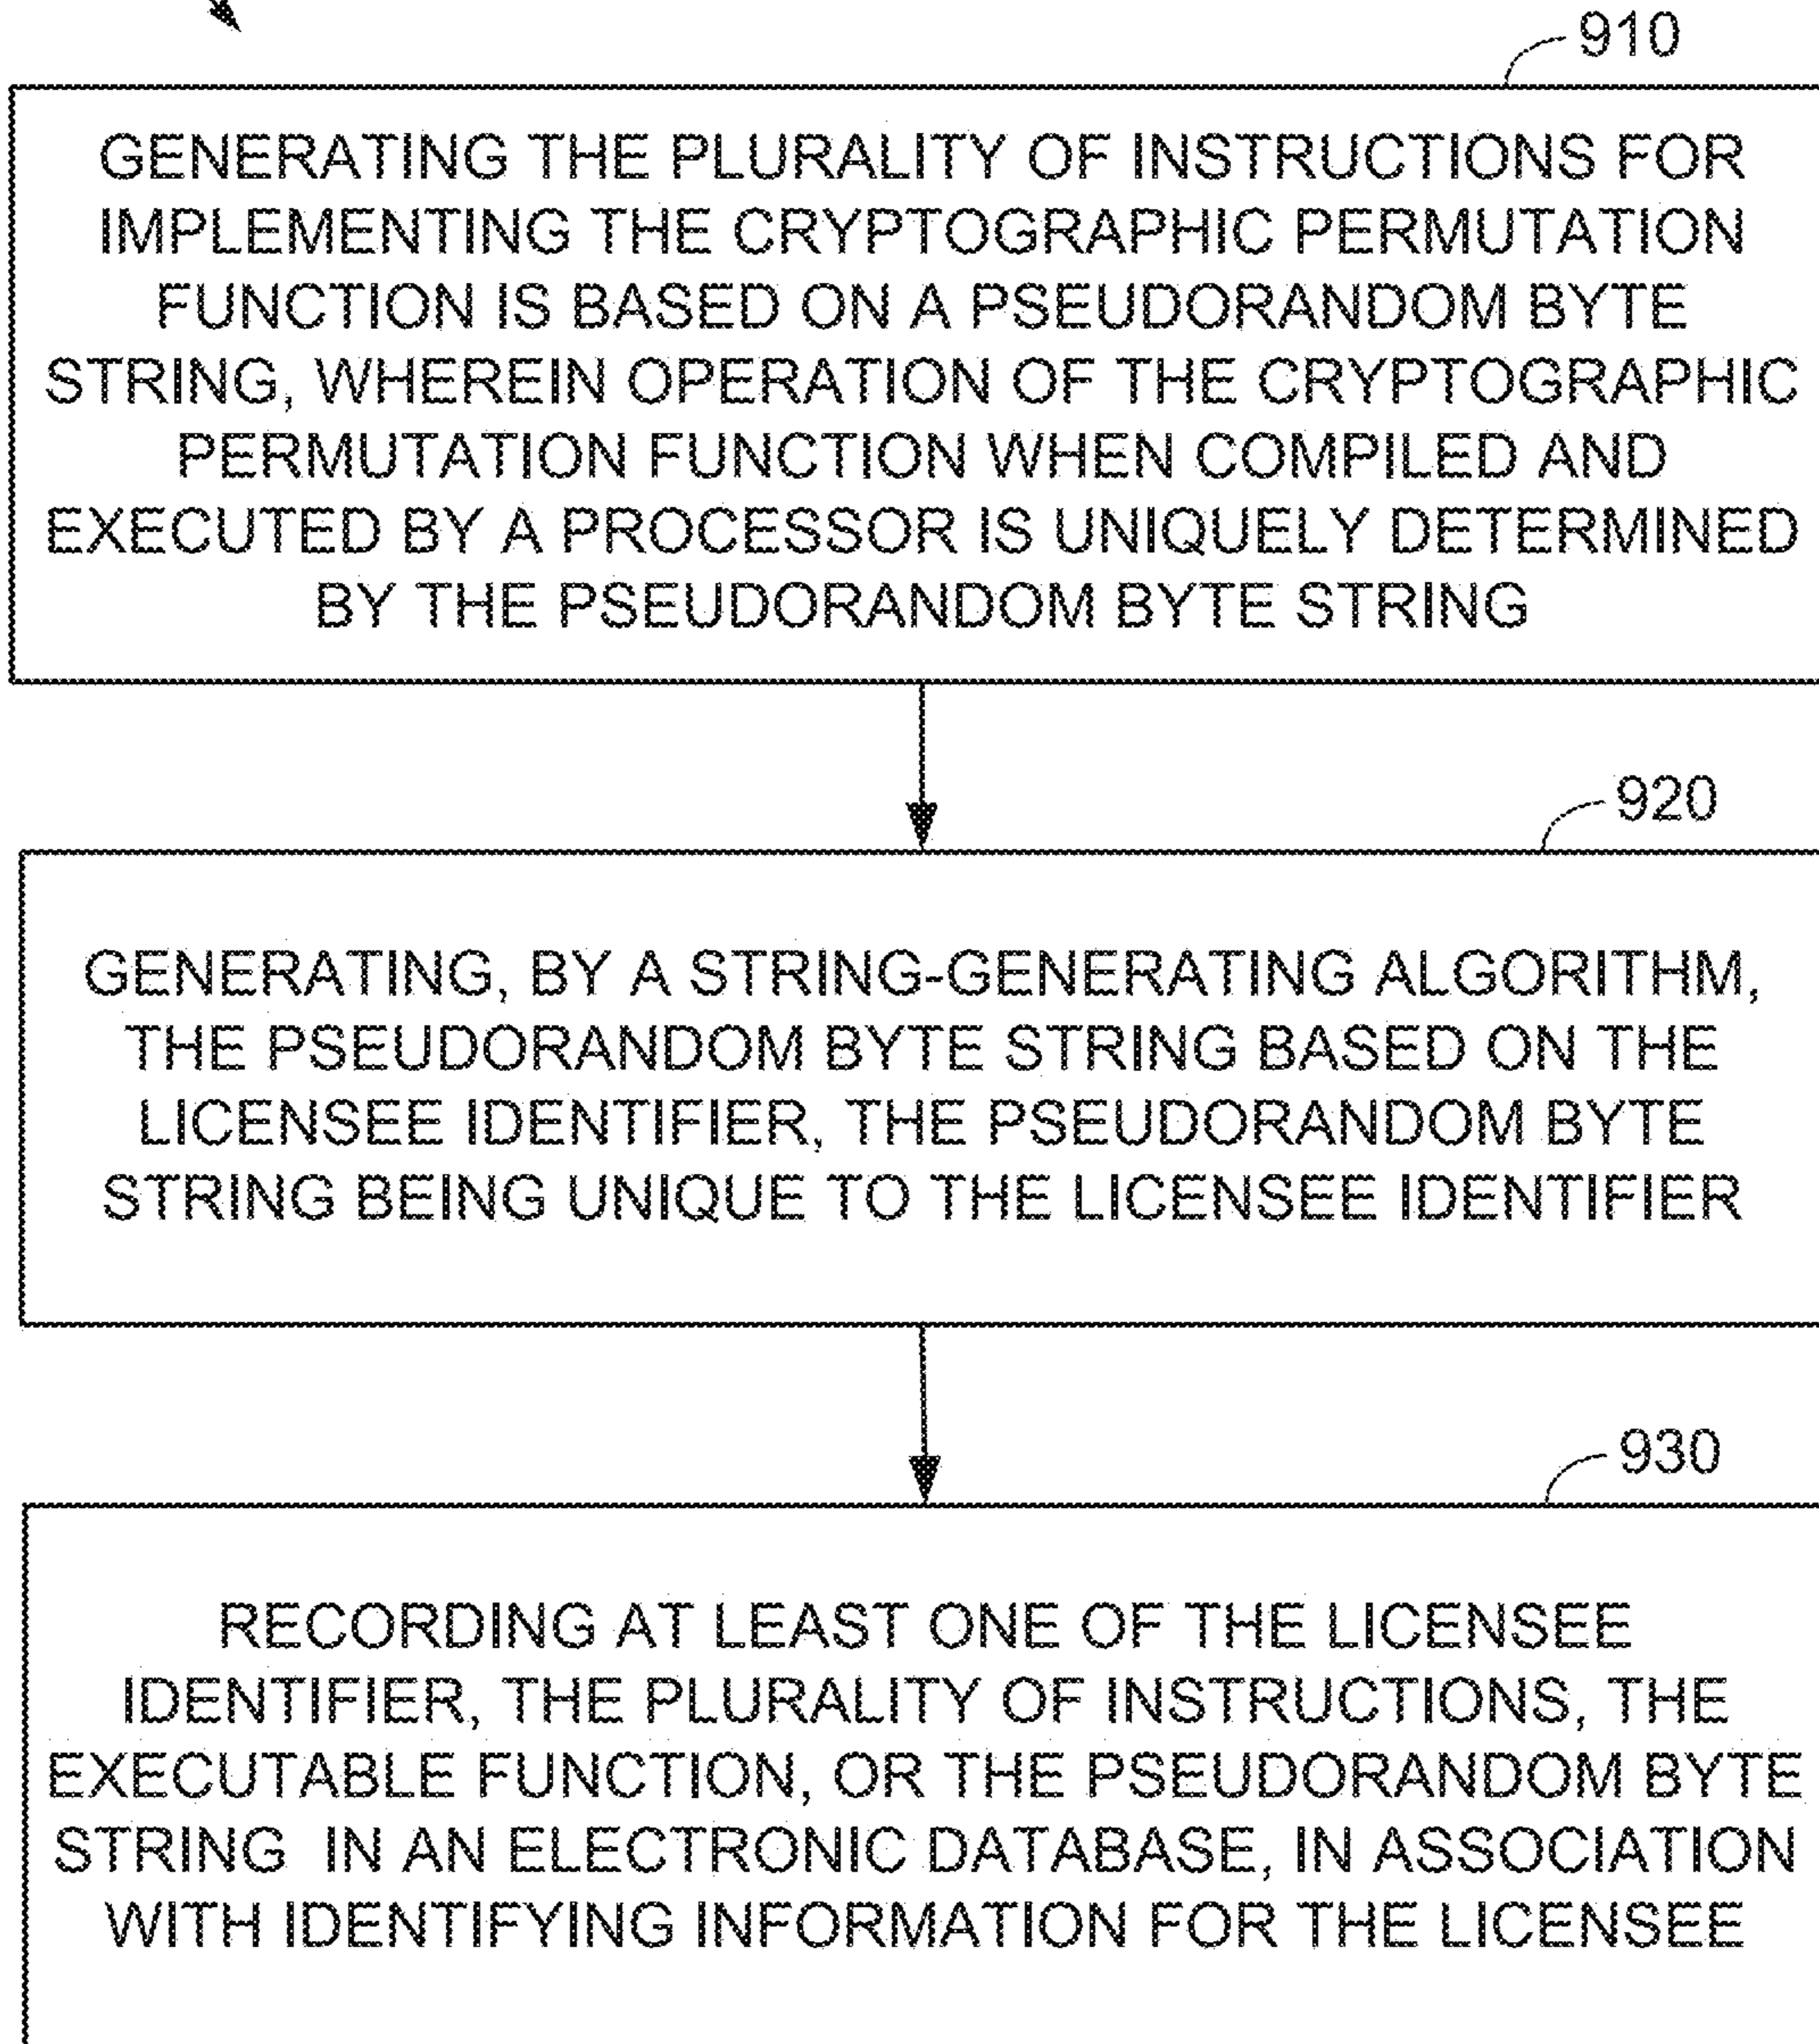 910
GENERATING THE PLURALITY OF INSTRUCTIONS FOR
IMPLEMENTING THE CRYPTOGRAPHIC PERMUTATION
FUNCTION IS BASED ON A PSEUDORANDOM BYTE
STRING, WHEREIN OPERATION OF THE CRYPTOGRAPHIC
PERMUTATION FUNCTION WHEN COMPILED AND
EXECUTED BY A PROCESSOR IS UNIQUELY DETERMINED
BY THE PSEUDORANDOM BYTE STRING
920
GENERATING, BY A STRING-GENERATING ALGORITHM,
THE PSEUDORANDOM BYTE STRING BASED ON THE
LICENSEE IDENTIFIER, THE PSEUDORANDOM BYTE
STRING BEING UNIQUE TO THE LICENSEE IDENTIFIER
930
RECORDING AT LEAST ONE OF THE LICENSEE
IDENTIFIER, THE PLURALITY OF INSTRUCTIONS, THE
EXECUTABLE FUNCTION, OR THE PSEUDORANDOM BYTE
STRING IN AN ELECTRONIC DATABASE, IN ASSOCIATION
WITH IDENTIFYING INFORMATION FOR THE LICENSEE